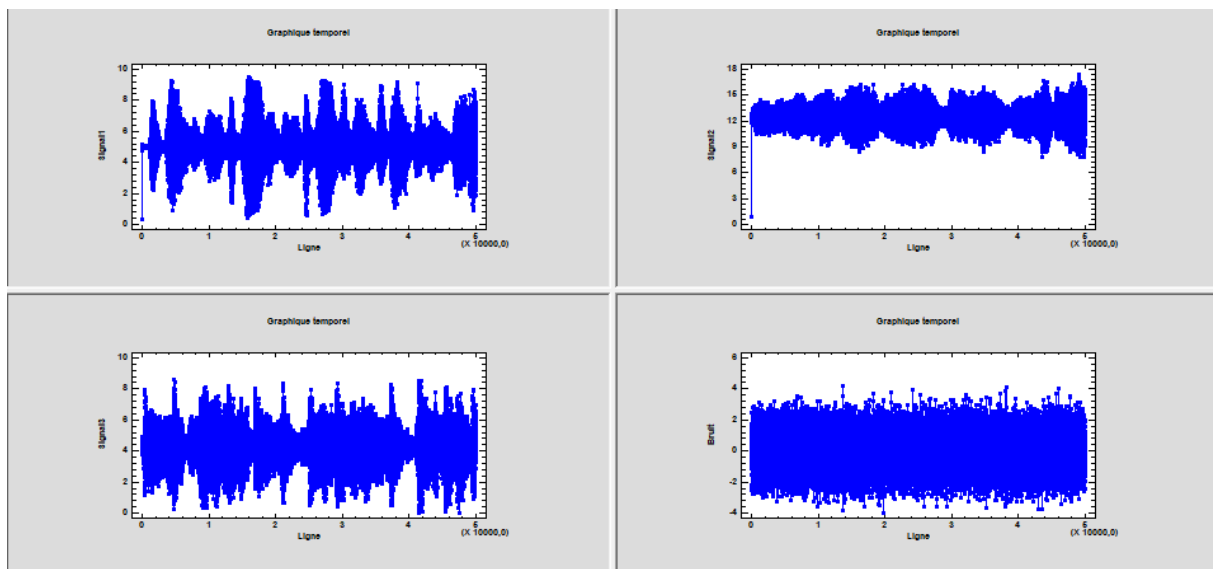 Graphique temporel
10
8
6
4
2
0
Signal1
0 1 2 3 4 5
(X 10000,0)
Ligne
Graphique temporel
18
15
12
9
6
3
0
Signal2
0 1 2 3 4 5
(X 10000,0)
Ligne
Graphique temporel
10
8
6
4
2
0
Signal3
0 1 2 3 4 5
(X 10000,0)
Ligne
Graphique temporel
6
4
2
0
-2
-4
Bruit
0 1 2 3 4 5
(X 10000,0)
Ligne